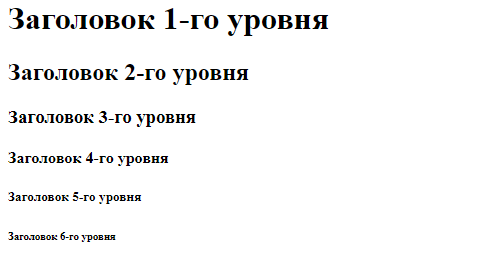 Заголовок 1-го уровня
Заголовок 2-го уровня
Заголовок 3-го уровня
Заголовок 4-го уровня
Заголовок 5-го уровня
Заголовок 6-го уровня